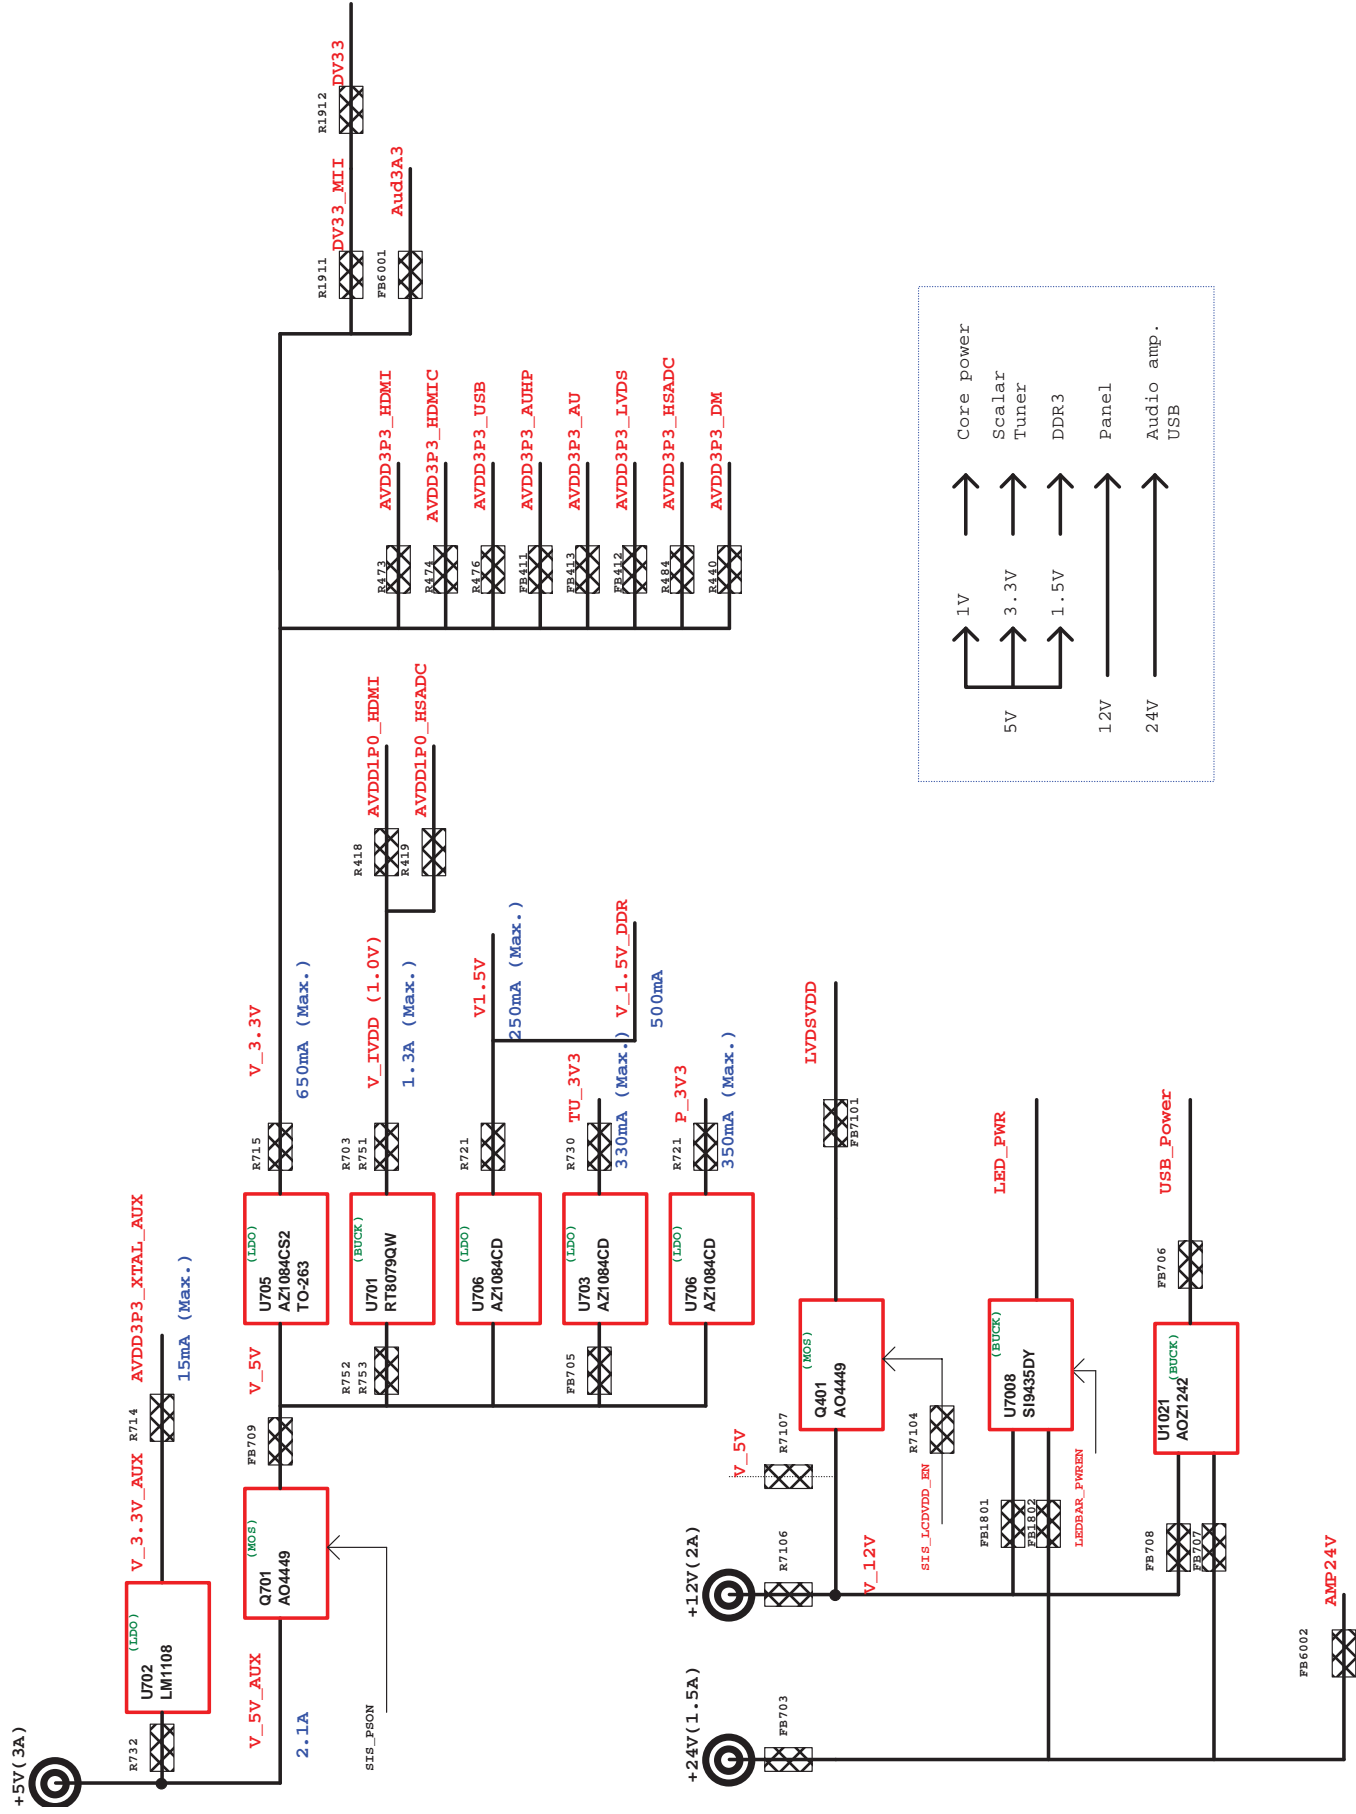 +5V(3A)
R732
U702
LM1108
(LDO)
V_3.3V_AUX
R714
AVDD3P3_XTAL_AUX
15mA (Max.)
V_5V_AUX
2.1A
Q701
AO4449
(MOS)
SIS_PSON
FB709
V_5V
U705
AZ1084CS2
TO-263
(LDO)
R715
V_3.3V
650mA (Max.)
R752
R753
U701
RT8079QW
(BUCK)
R703
R751
V_IVDD (1.0V)
1.3A (Max.)
R418
AVDD1P0_HDMI
R419
AVDD1P0_HSADC
U706
AZ1084CD
(LDO)
R721
V1.5V
250mA (Max.)
V_1.5V_DDR
500mA
FB705
U703
AZ1084CD
(LDO)
R730
TU_3V3
330mA (Max.)
U706
AZ1084CD
(LDO)
R721
P_3V3
350mA (Max.)
R473
AVDD3P3_HDMI
R474
AVDD3P3_HDMIC
R476
AVDD3P3_USB
FB411
AVDD3P3_AUHP
FB413
AVDD3P3_AU
FB412
AVDD3P3_LVDS
R484
AVDD3P3_HSADC
R440
AVDD3P3_DM
R1911
DV33_MII
R1912
DV33
FB6001
Aud3A3
+12V(2A)
R7106
V_12V
V_5V
R7107
Q401
AO4449
(MOS)
FB7101
LVDSVDD
R7104
SIS_LCDVDD_EN
FB1801
FB1802
U7008
SI9435DY
(BUCK)
LED_PWR
LEDBAR_PWREN
FB708
FB707
U1021
AOZ1242
(BUCK)
FB706
USB_Power
+24V(1.5A)
FB703
FB6002
AMP24V
5V
1V
Core power
3.3V
Scalar
Tuner
1.5V
DDR3
12V
Panel
24V
Audio amp.
USB